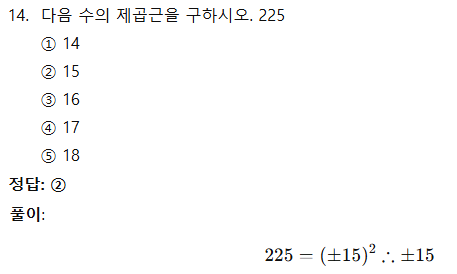 14. 다음 수의 제곱근을 구하시오. 225
① 14
② 15
③ 16
④ 17
⑤ 18
정답: ②
풀이:
225 = (±15)² ∴ ±15